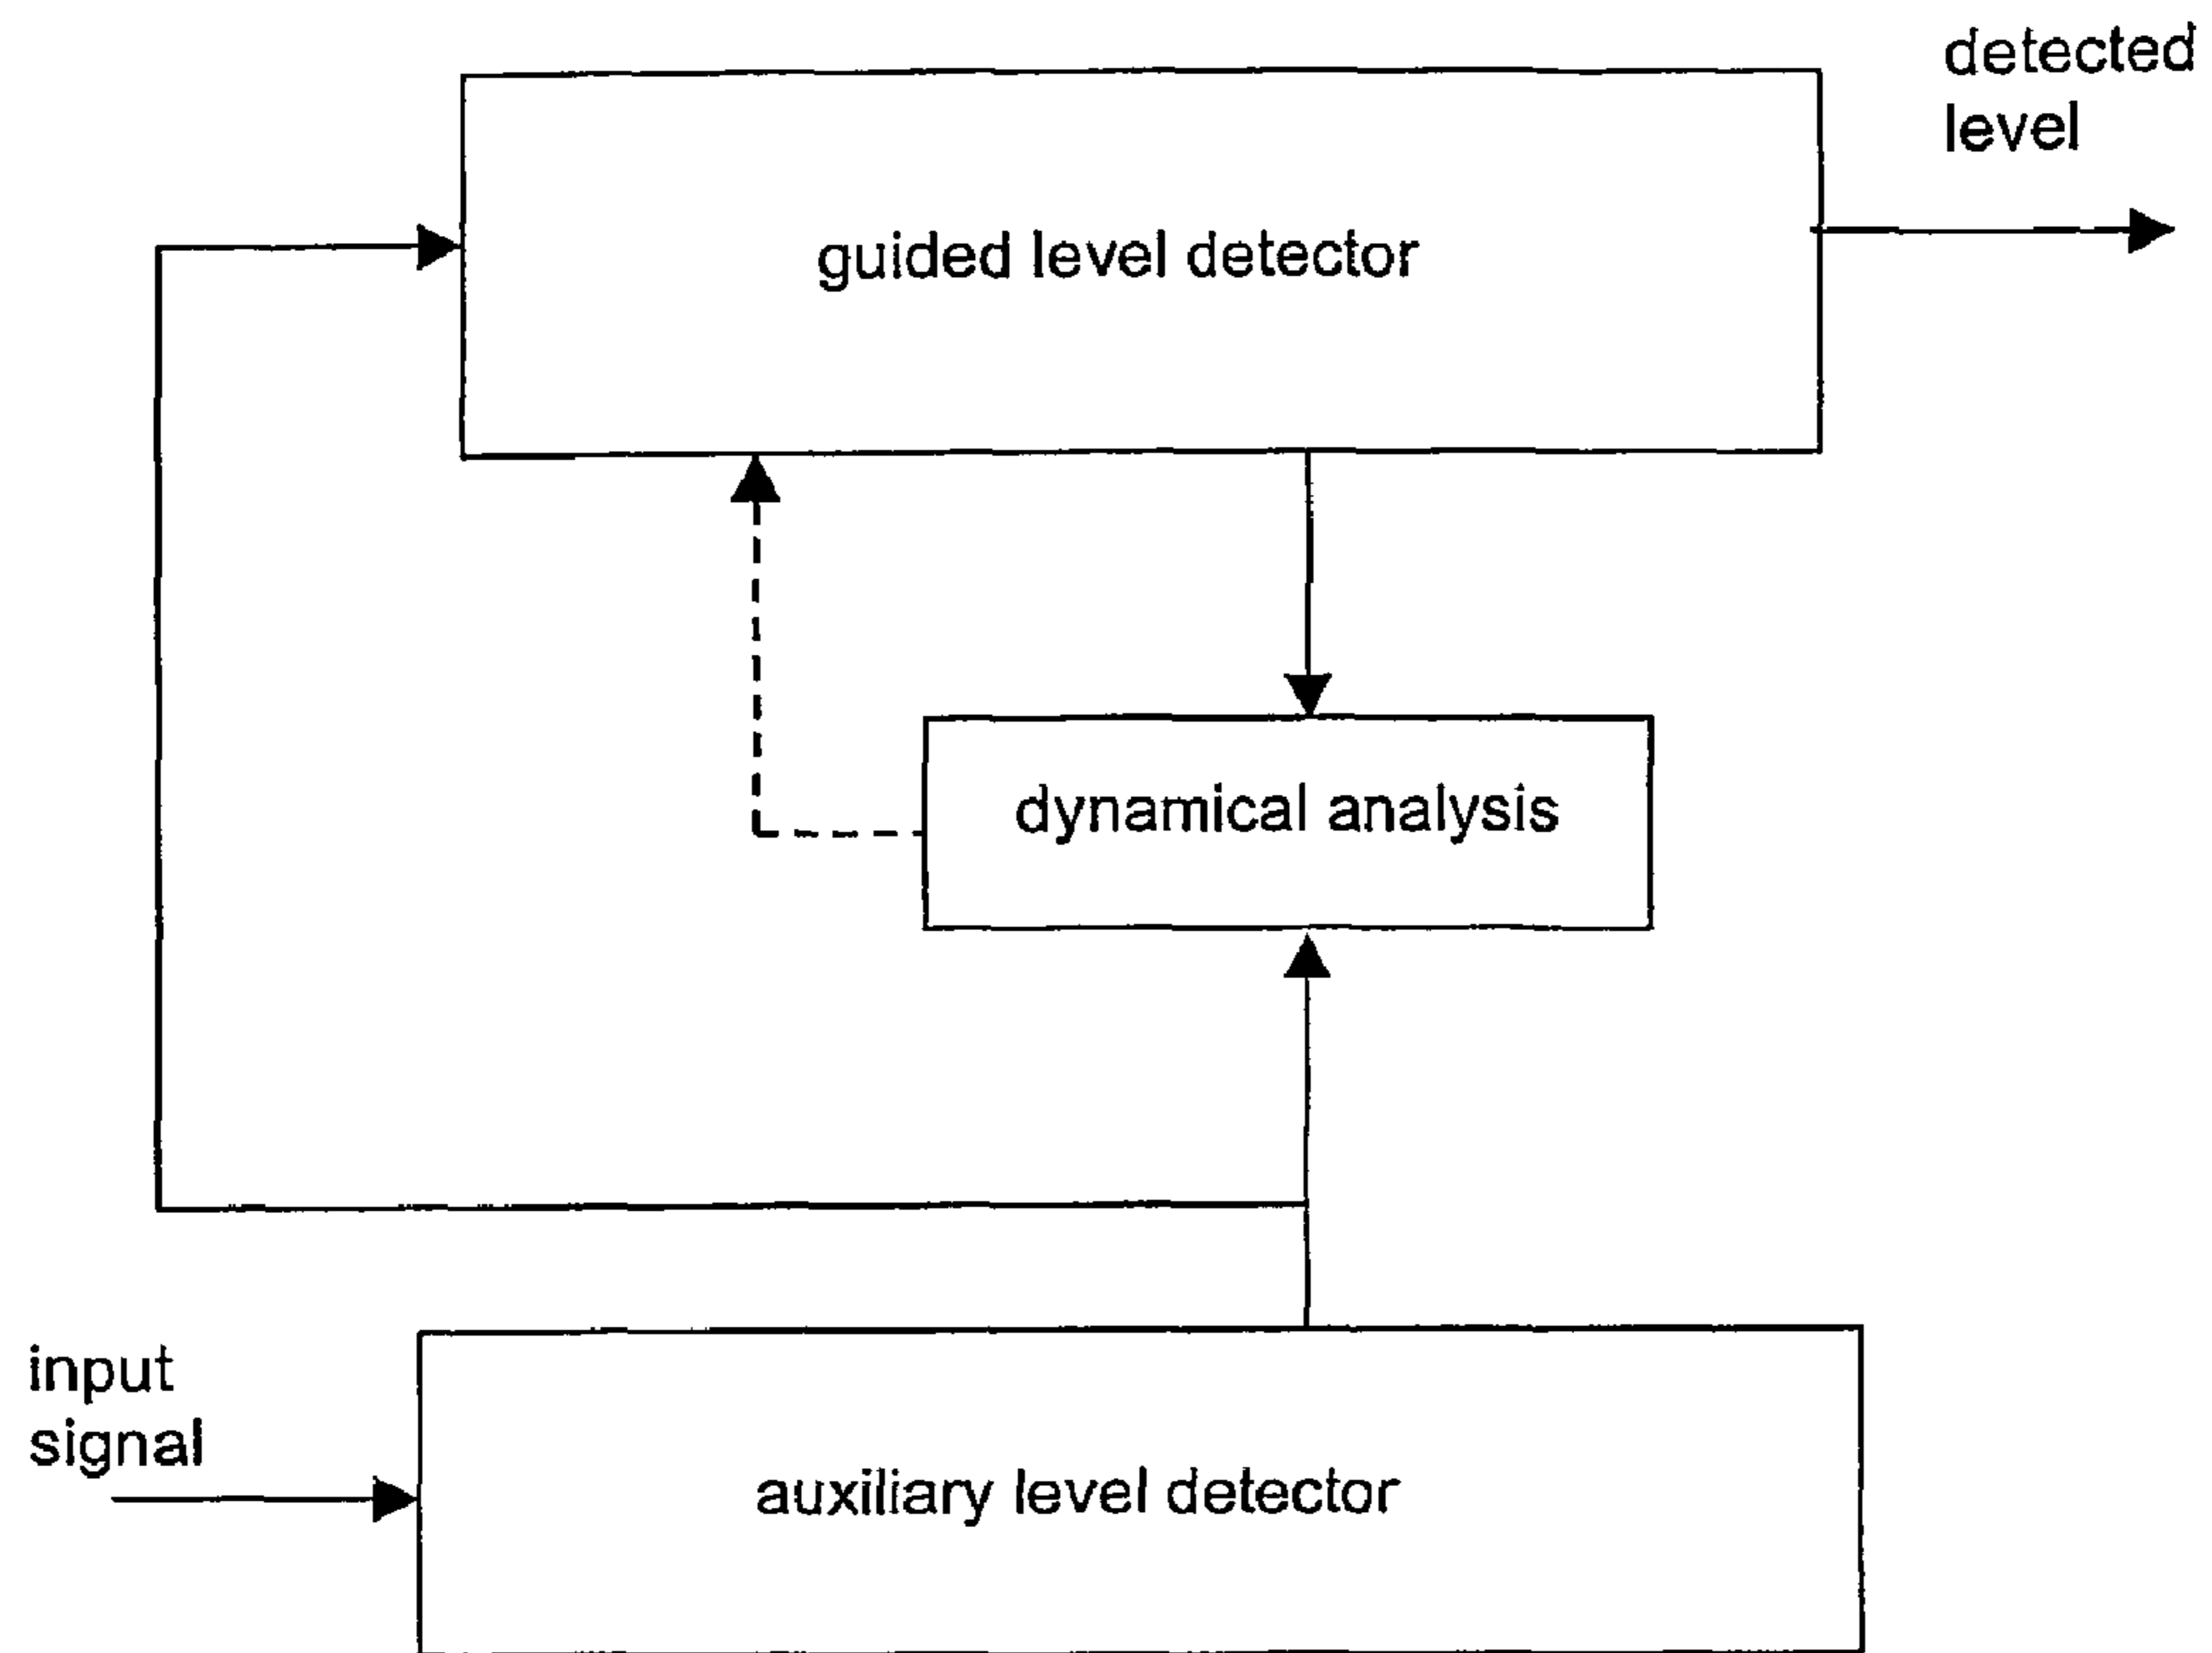 detected
level
guided level detector
dynamical analysis
input
signal
auxiliary level detector